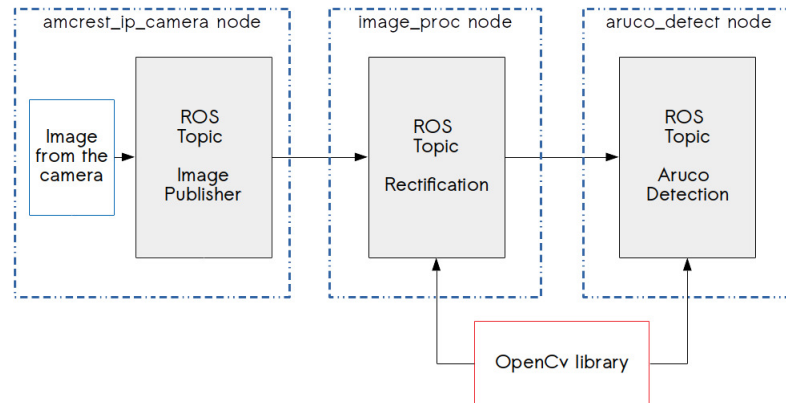 amcrest_ip_camera node
image_proc node
aruco_detect node
Image
from the
camera
ROS
Topic
Image
Publisher
ROS
Topic
Rectification
ROS
Topic
Aruco
Detection
OpenCv library